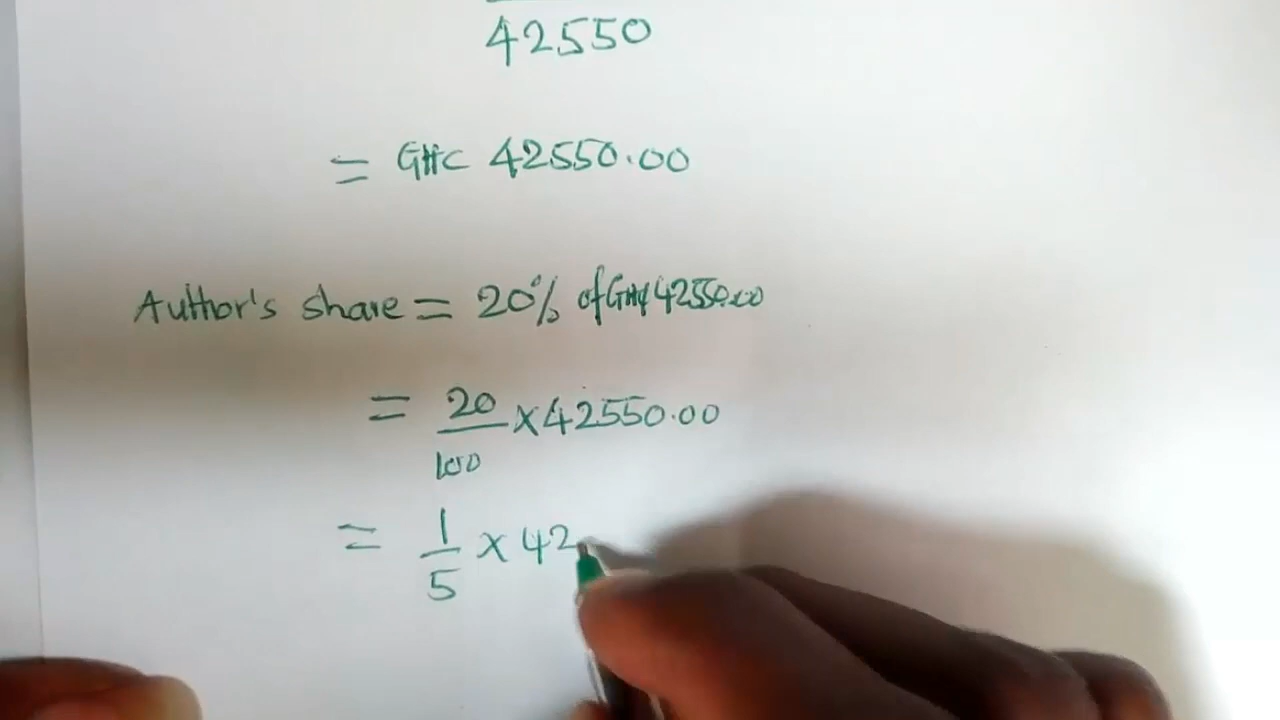 42550
= GH¢ 42550.00
Author's share = 20% of GH¢ 42550.00
= 20/100 × 42550.00
= 1/5 × 42